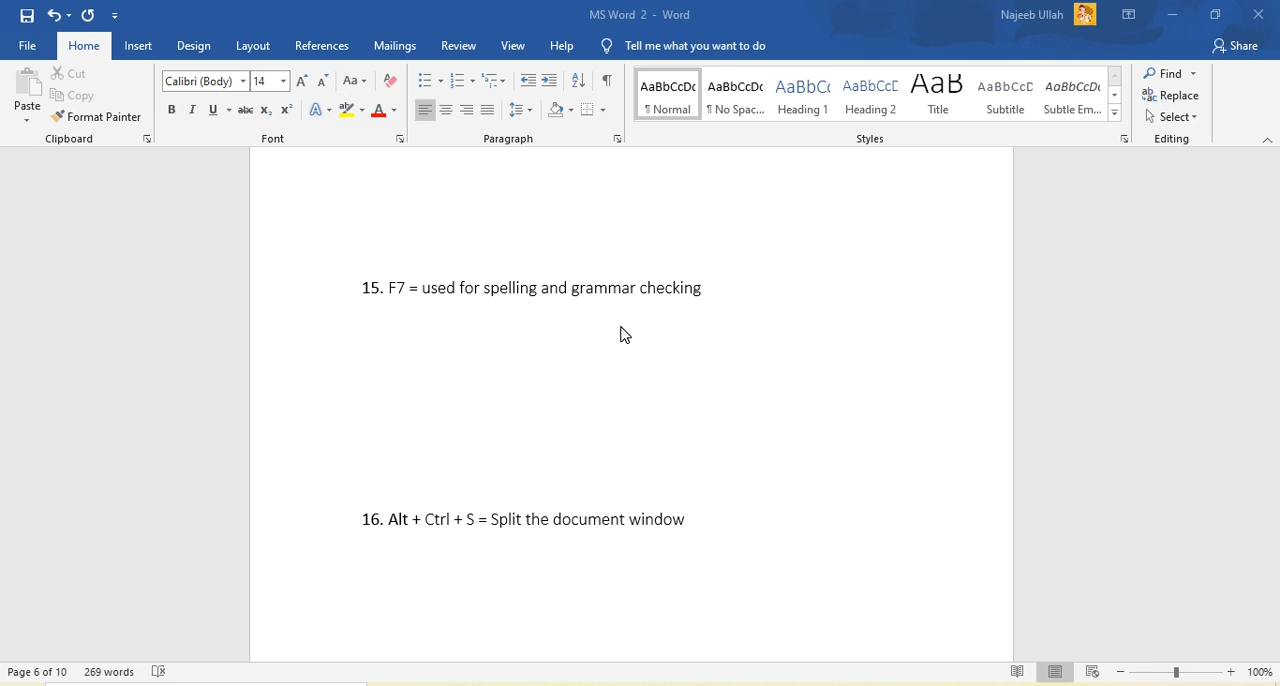 MS Word 2 - Word
Najeeb Ullah
File Home Insert Design Layout References Mailings Review View Help Tell me what you want to do Share
Paste
Cut
Copy
Format Painter
Clipboard
Calibri (Body) 14
Font
Paragraph
AaBbCcDc AaBbCcDc AaBbC AaBbCcE AaB AaBbCcC AaBbCcDc
¶ Normal ¶ No Spac... Heading 1 Heading 2 Title Subtitle Subtle Em...
Styles
Find
Replace
Select
Editing
15. F7 = used for spelling and grammar checking
16. Alt + Ctrl + S = Split the document window
Page 6 of 10 269 words 100%